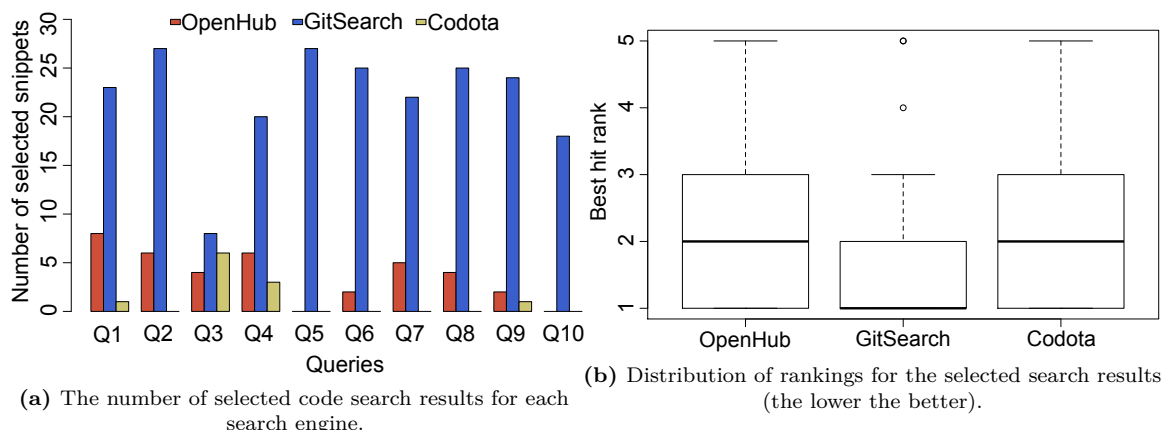 OpenHub GitSearch Codota
Number of selected snippets
0 5 10 15 20 25 30
Q1 Q2 Q3 Q4 Q5 Q6 Q7 Q8 Q9 Q10
Queries
(a) The number of selected code search results for each
search engine.
Best hit rank
1 2 3 4 5
OpenHub GitSearch Codota
(b) Distribution of rankings for the selected search results
(the lower the better).